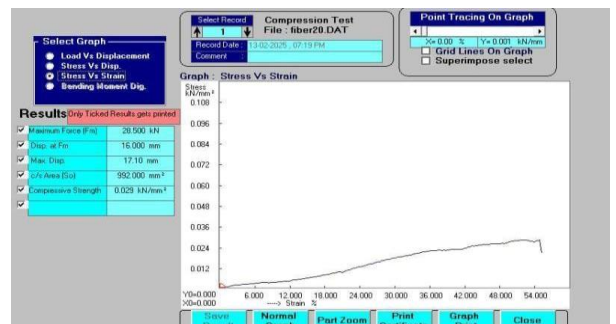 Select Graph
Load Vs Displacement
Stress Vs Disp.
Stress Vs Strain
Bending Moment Dig.
Select Record
1
Compression Test
File : fiber20.DAT
Record Date :
13-02-2025 , 07:19 PM
Comment :
Point Tracing On Graph
X= 0.00 % Y= 0.001 kN/mm²
Grid Lines On Graph
Superimpose select
Results
Only Ticked Results gets printed
Maximum Force (Fm) 28.500 kN
Disp. at Fm 16.000 mm
Max. Disp. 17.10 mm
c/s Area (So) 992.000 mm²
Compressive Strength 0.029 kN/mm²
Graph : Stress Vs Strain
Stress
kN/mm²
0.108
0.096
0.084
0.072
0.060
0.048
0.036
0.024
0.012
Y0=0.000
X0=0.000
6.000 12.000 18.000 24.000 30.000 36.000 42.000 48.000 54.000
----> Strain %
Save
Normal
Part Zoom
Print
Graph
Close